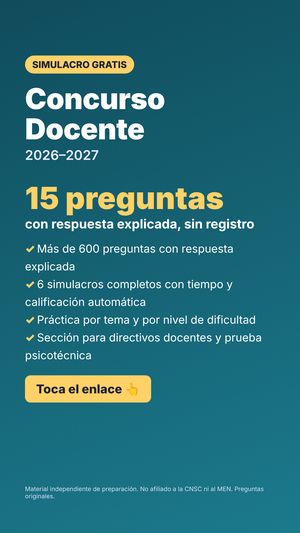 SIMULACRO GRATIS
Concurso
Docente
2026–2027
15 preguntas
con respuesta explicada, sin registro
✔ Más de 600 preguntas con respuesta
explicada
✔ 6 simulacros completos con tiempo y
calificación automática
✔ Práctica por tema y por nivel de dificultad
✔ Sección para directivos docentes y prueba
psicotécnica
Toca el enlace 👆
Material independiente de preparación. No afiliado a la CNSC ni al MEN. Preguntas
originales.